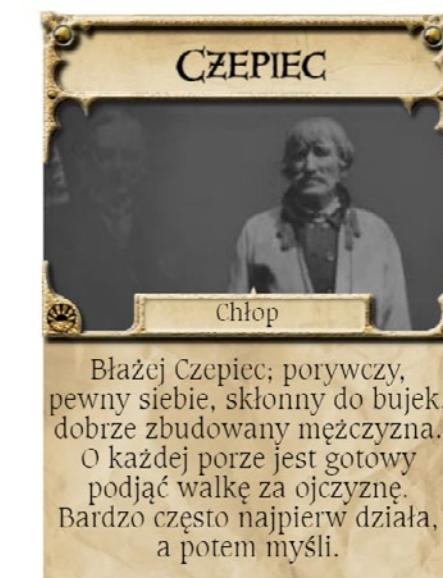 Czepiec
Chłop
Błażej Czepiec; porywczy,
pewny siebie, skłonny do bujek,
dobrze zbudowany mężczyzna.
O każdej porze jest gotowy
podjąć walkę za ojczyznę.
Bardzo często najpierw działa,
a potem myśli.